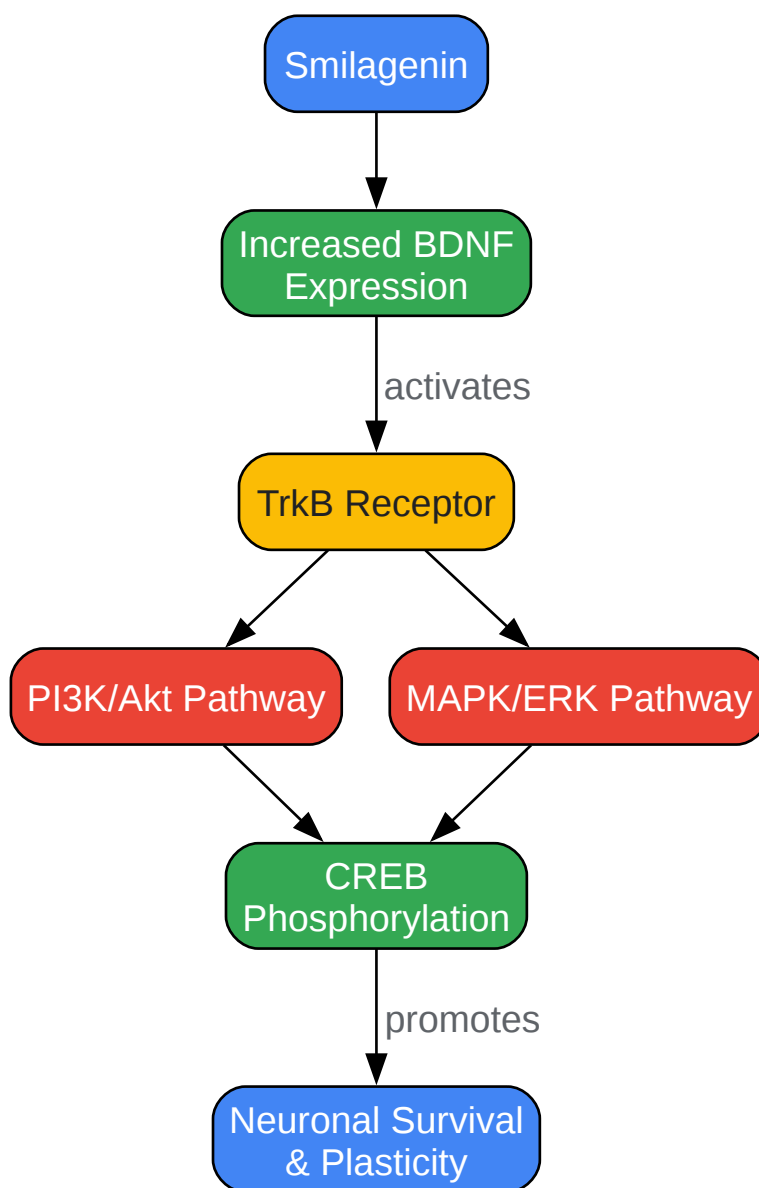 Smilagenin
Increased BDNF
Expression
activates
TrkB Receptor
PI3K/Akt Pathway
MAPK/ERK Pathway
CREB
Phosphorylation
promotes
Neuronal Survival
& Plasticity